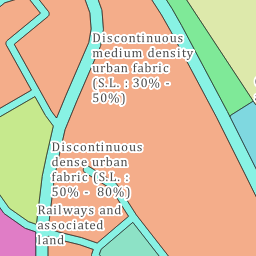 Discontinuous
medium density
urban fabric
(S.L. : 30% -
50%)
Discontinuous
dense urban
fabric (S.L. :
50% -  80%)
Railways and
associated
land